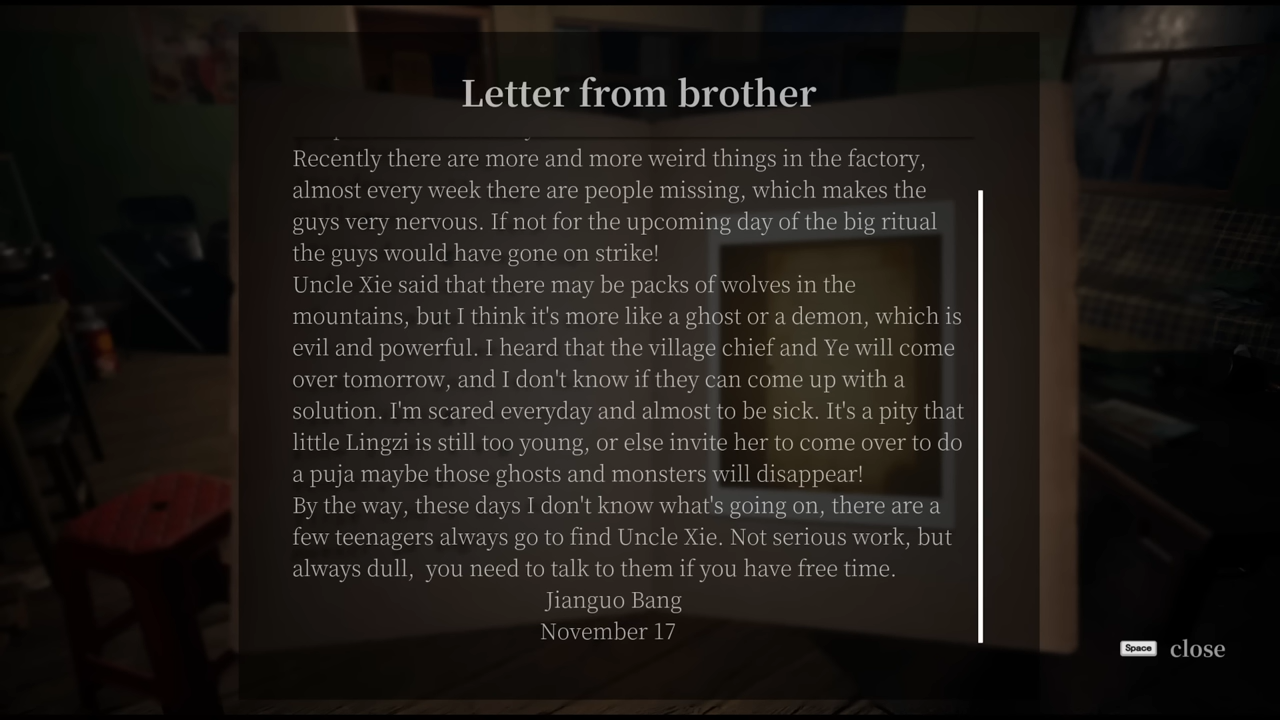 Letter from brother
Recently there are more and more weird things in the factory,
almost every week there are people missing, which makes the
guys very nervous. If not for the upcoming day of the big ritual
the guys would have gone on strike!
Uncle Xie said that there may be packs of wolves in the
mountains, but I think it's more like a ghost or a demon, which is
evil and powerful. I heard that the village chief and Ye will come
over tomorrow, and I don't know if they can come up with a
solution. I'm scared everyday and almost to be sick. It's a pity that
little Lingzi is still too young, or else invite her to come over to do
a puja maybe those ghosts and monsters will disappear!
By the way, these days I don't know what's going on, there are a
few teenagers always go to find Uncle Xie. Not serious work, but
always dull,  you need to talk to them if you have free time.
Jianguo Bang
November 17
Space close